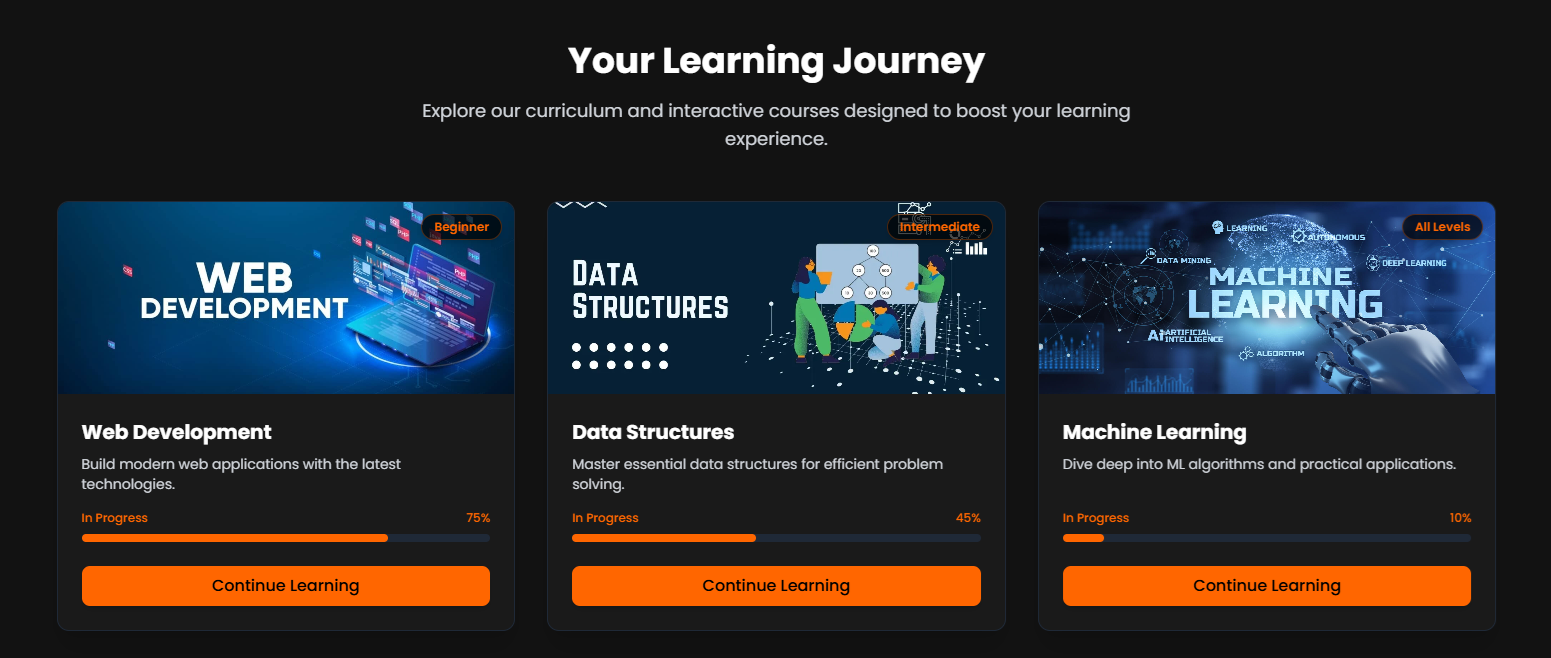 Your Learning Journey
Explore our curriculum and interactive courses designed to boost your learning
experience.
Beginner
WEB
DEVELOPMENT
Intermediate
DATA
STRUCTURES
All Levels
LEARNING
AUTONOMOUS
DATA MINING
DEEP LEARNING
MACHINE
LEARNING
Ai ARTIFICIAL
INTELLIGENCE
ALGORITHM
Web Development
Build modern web applications with the latest
technologies.
In Progress 75%
Continue Learning
Data Structures
Master essential data structures for efficient problem
solving.
In Progress 45%
Continue Learning
Machine Learning
Dive deep into ML algorithms and practical applications.
In Progress 10%
Continue Learning